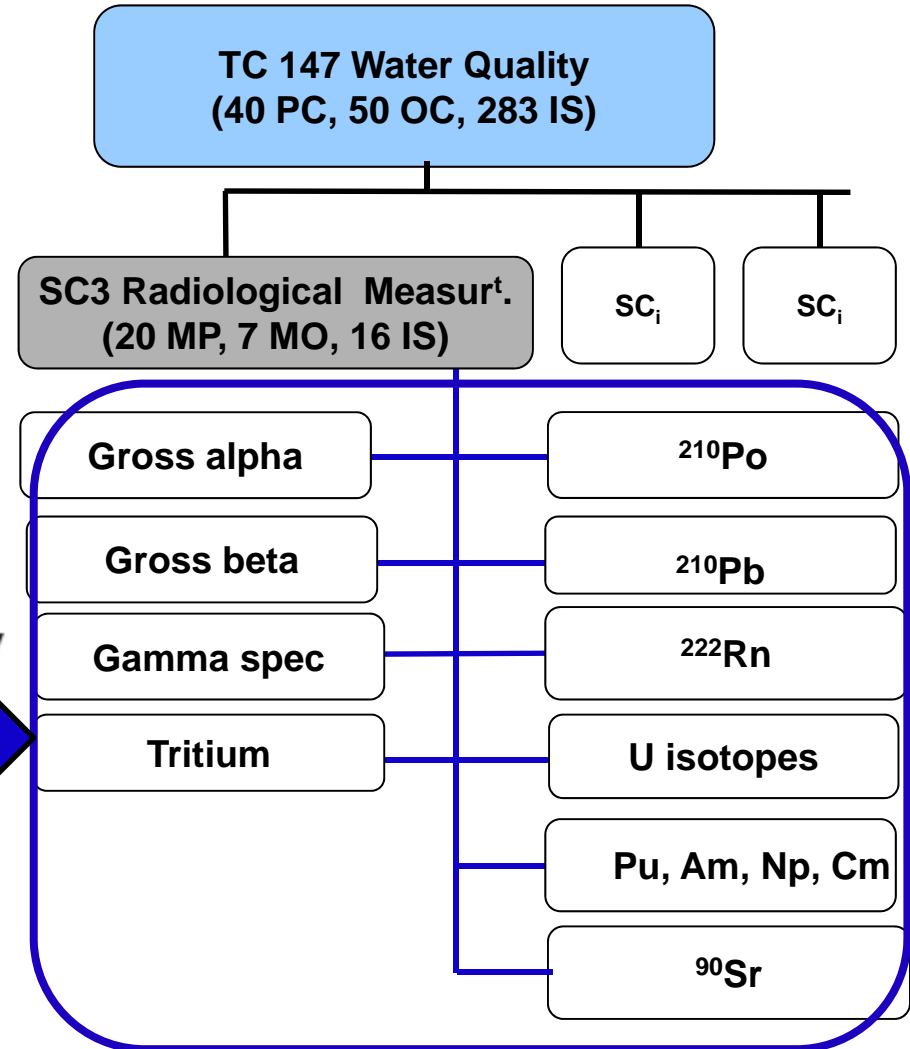 TC 147 Water Quality
(40 PC, 50 OC, 283 IS)
SC3 Radiological Measurᵗ.
(20 MP, 7 MO, 16 IS)
SCᵢ
SCᵢ
Gross alpha
²¹⁰Po
Gross beta
²¹⁰Pb
Gamma spec
²²²Rn
Tritium
U isotopes
Pu, Am, Np, Cm
⁹⁰Sr